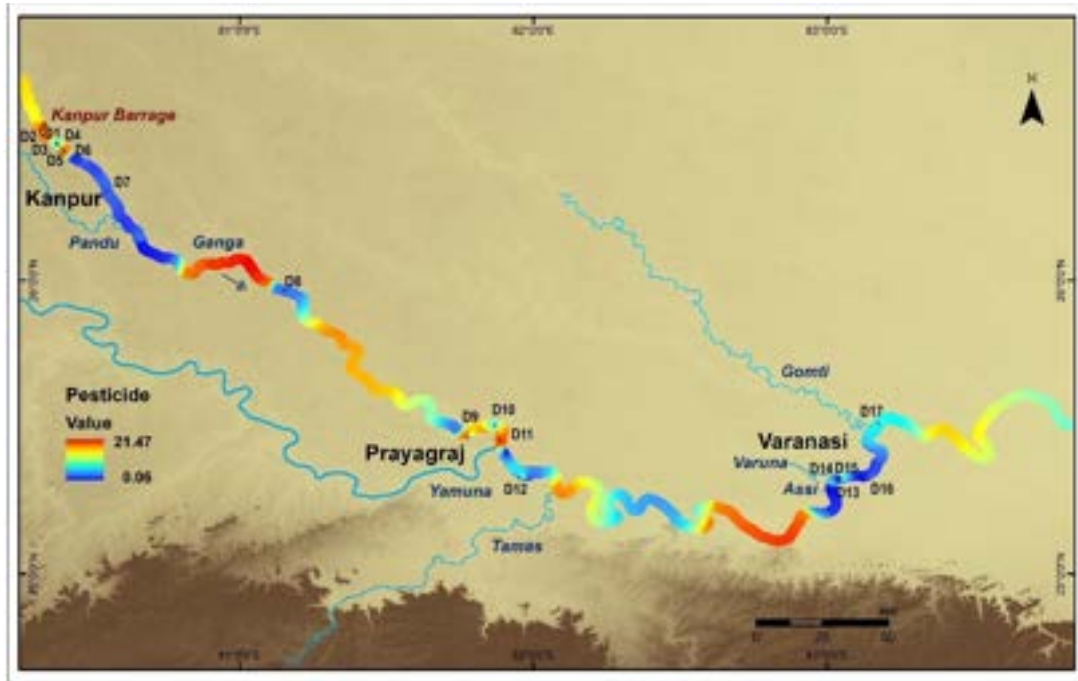 Kanpur Barrage
D2
D1
D4
D3
D5
D6
D7
Kanpur
Pandu
Ganga
D8
Gomti
Pesticide
Value
21.47
0.06
D9
D10
D11
Prayagraj
Yamuna
D12
Tamas
D17
Varanasi
Varuna
D14
D15
Assi
D13
D16